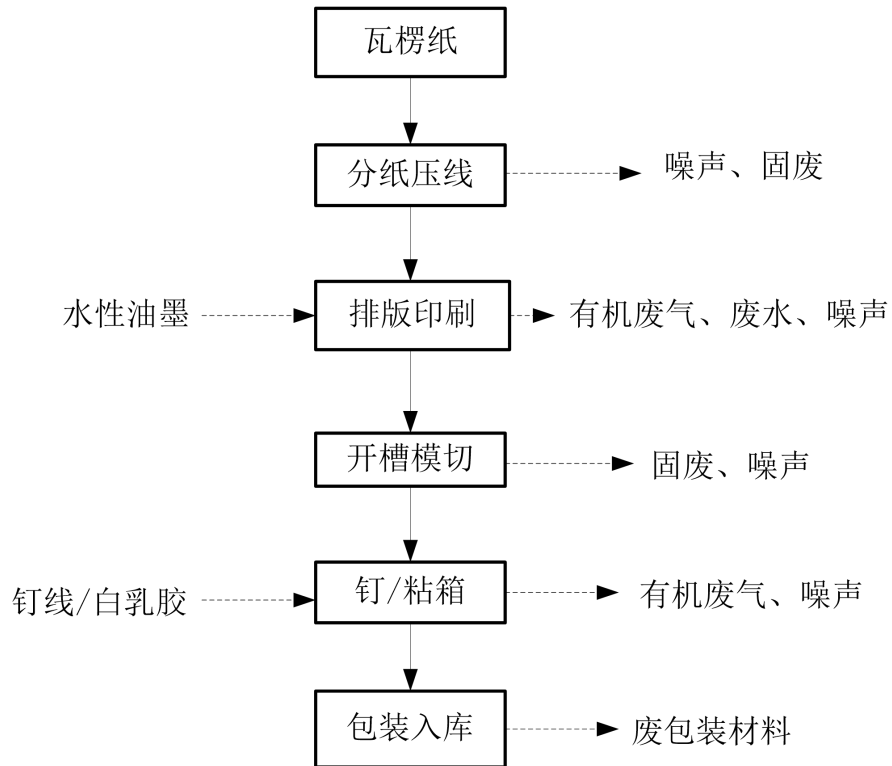 瓦楞纸
分纸压线
噪声、固废
水性油墨
排版印刷
有机废气、废水、噪声
开槽模切
固废、噪声
钉线/白乳胶
钉/粘箱
有机废气、噪声
包装入库
废包装材料